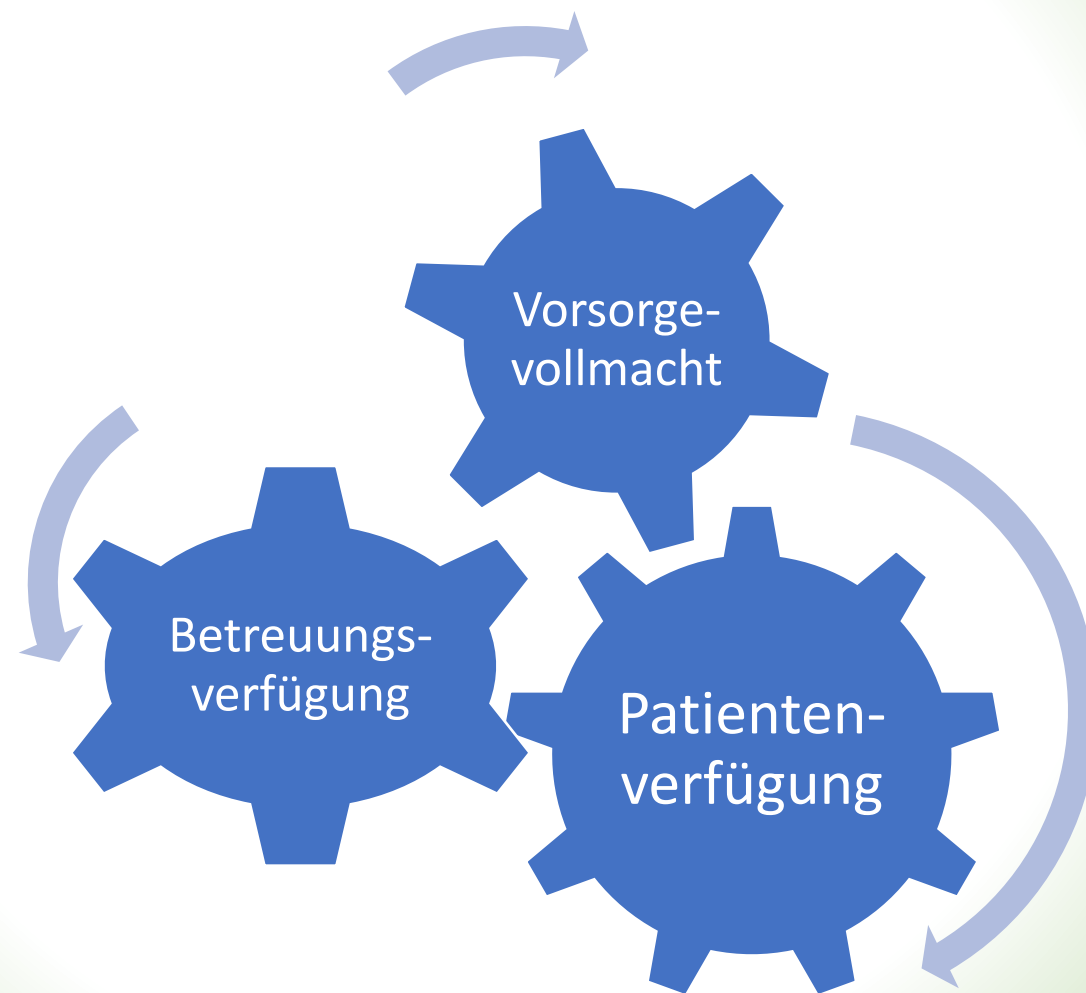 Vorsorge-
vollmacht
Betreuungs-
verfügung
Patienten-
verfügung